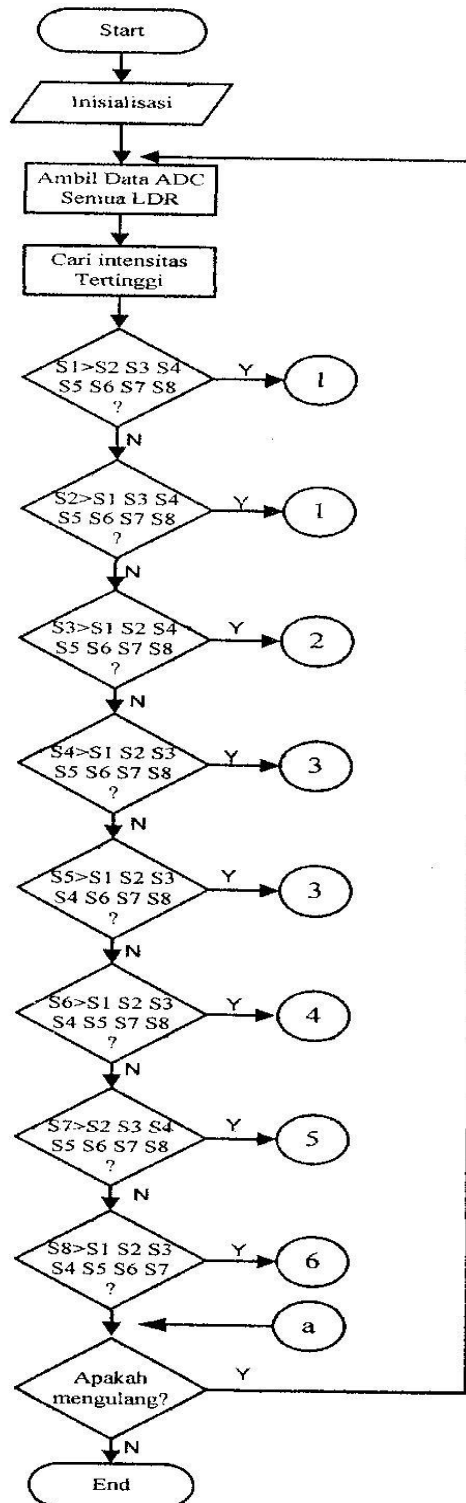 Start
Inisialisasi
Ambil Data ADC
Semua LDR
Cari intensitas
Tertinggi
S1>S2 S3 S4
S5 S6 S7 S8
?
Y
1
N
S2>S1 S3 S4
S5 S6 S7 S8
?
Y
1
N
S3>S1 S2 S4
S5 S6 S7 S8
?
Y
2
N
S4>S1 S2 S3
S5 S6 S7 S8
?
Y
3
N
S5>S1 S2 S3
S4 S6 S7 S8
?
Y
3
N
S6>S1 S2 S3
S4 S5 S7 S8
?
Y
4
N
S7>S2 S3 S4
S5 S6 S7 S8
?
Y
5
N
S8>S1 S2 S3
S4 S5 S6 S7
?
Y
6
a
Apakah
mengulang?
Y
N
End